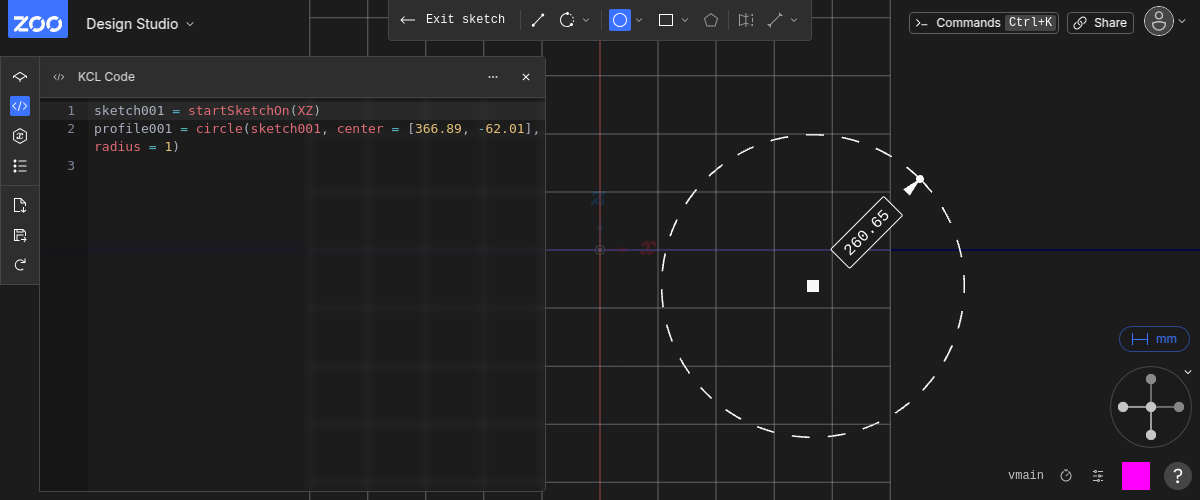 ZOO
Design Studio
Exit sketch
Commands Ctrl+K
Share
KCL Code
1 sketch001 = startSketchOn(XZ)
2 profile001 = circle(sketch001, center = [366.89, -62.01],
radius = 1)
3
z
x
260.65
mm
vmain
?